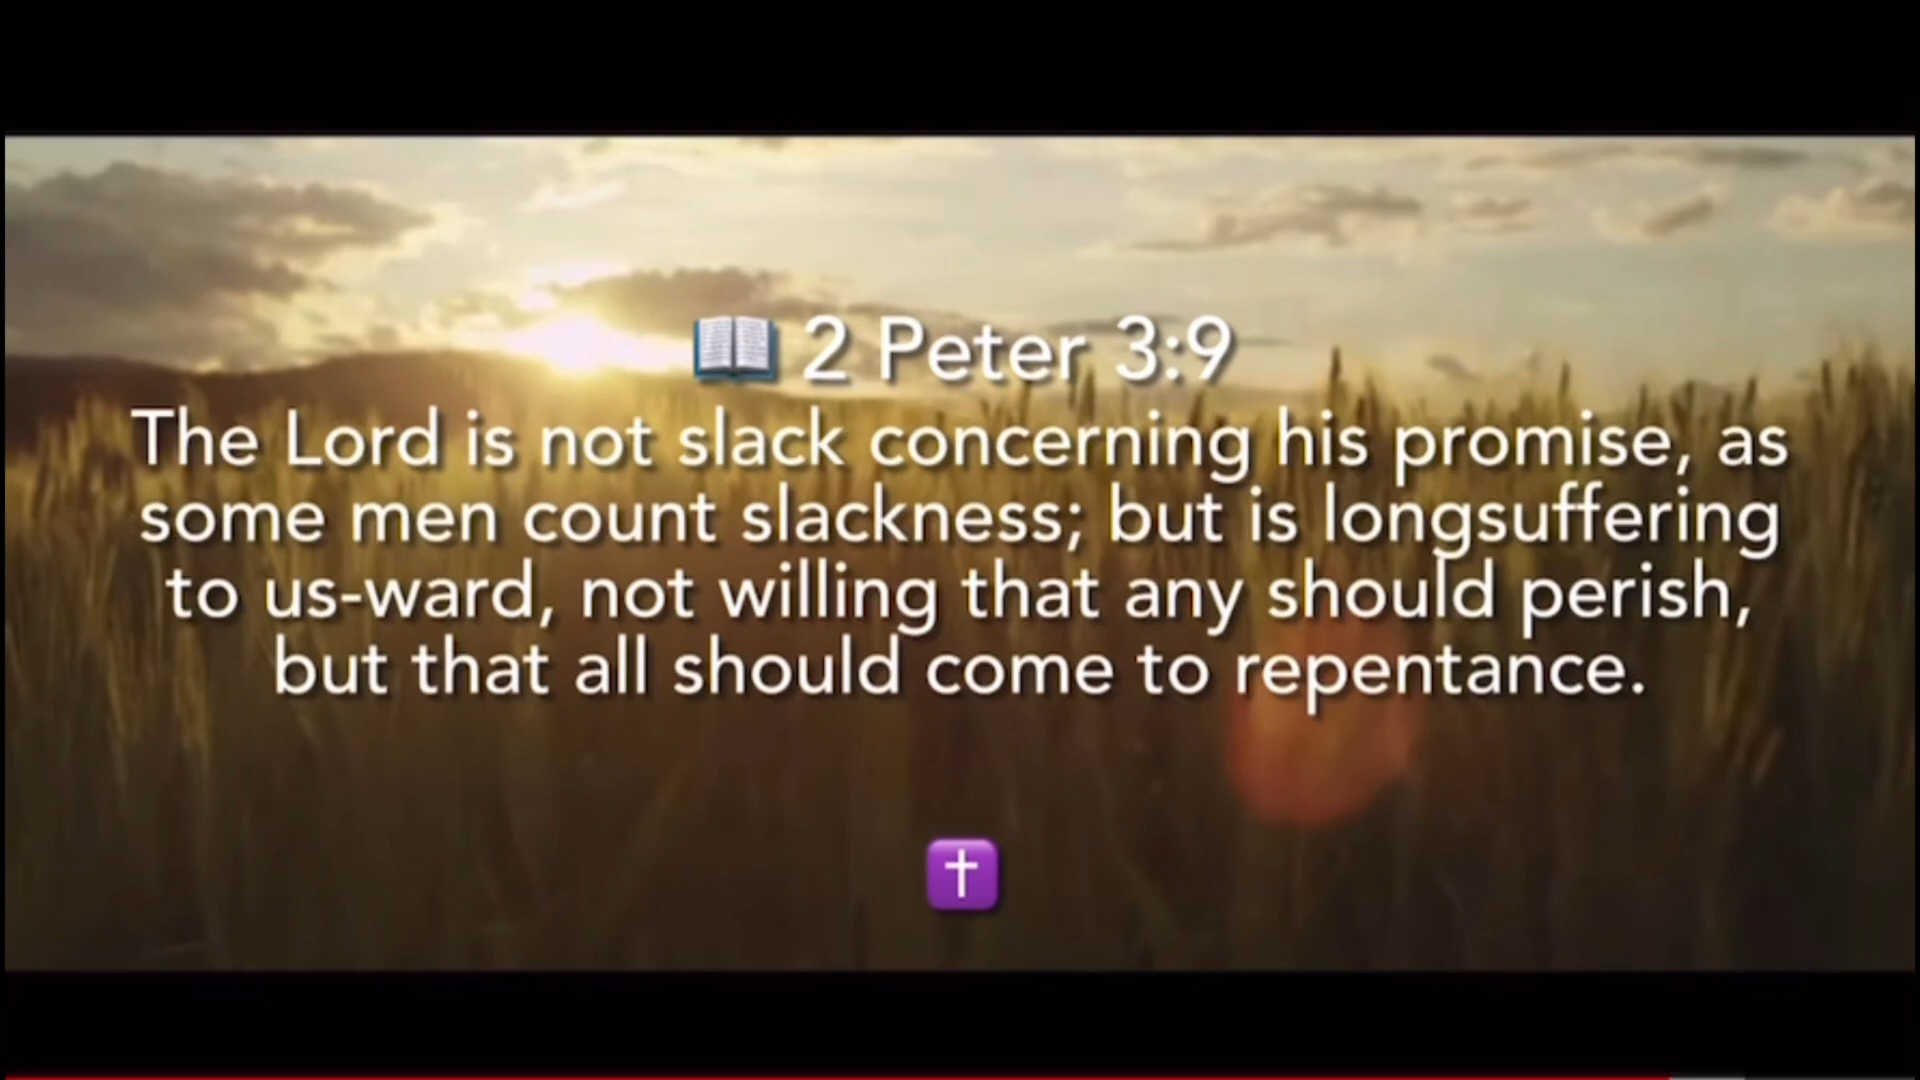 📖 2 Peter 3:9
The Lord is not slack concerning his promise, as
some men count slackness; but is longsuffering
to us-ward, not willing that any should perish,
but that all should come to repentance.
✝️